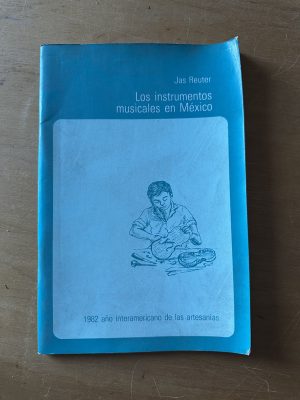 Jas Reuter
Los instrumentos
musicales en México
1982 año interamericano de las artesanías